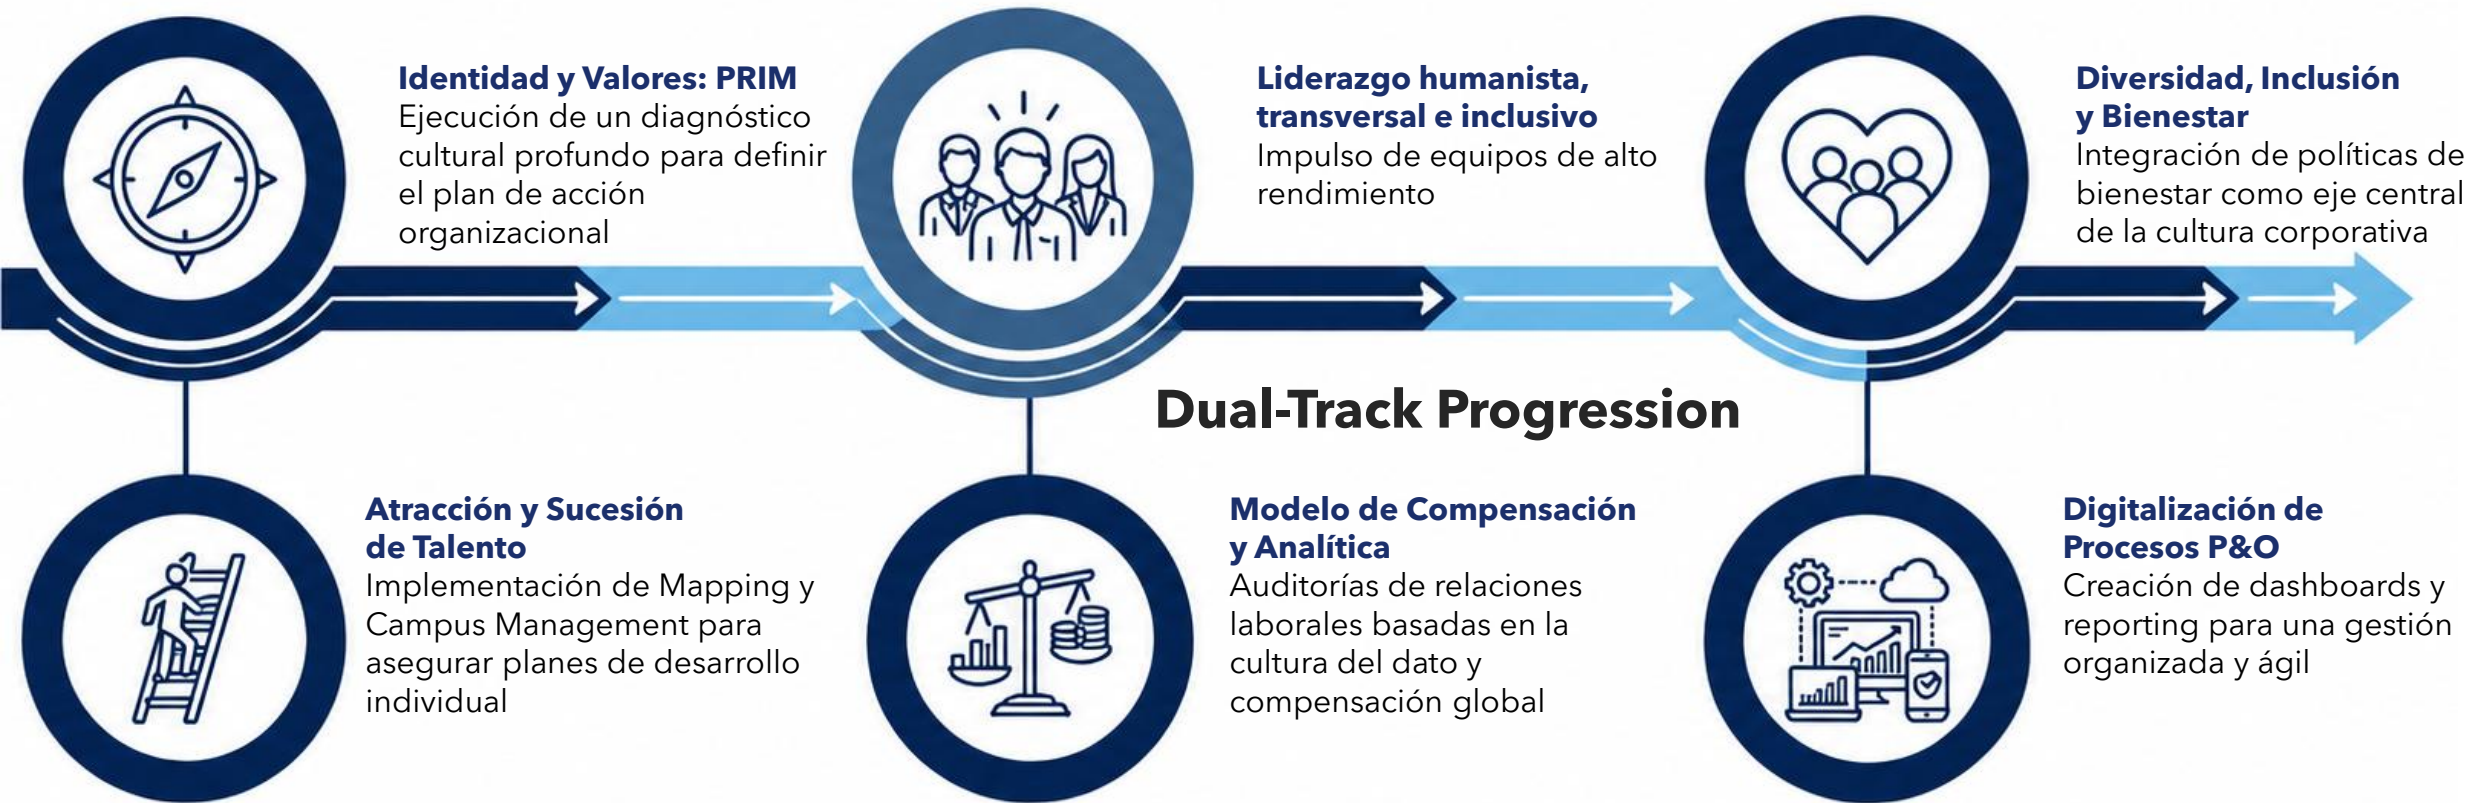 Identidad y Valores: PRIM
Ejecución de un diagnóstico
cultural profundo para definir
el plan de acción
organizacional
Liderazgo humanista,
transversal e inclusivo
Impulso de equipos de alto
rendimiento
Diversidad, Inclusión
y Bienestar
Integración de políticas de
bienestar como eje central
de la cultura corporativa
Dual-Track Progression
Atracción y Sucesión
de Talento
Implementación de Mapping y
Campus Management para
asegurar planes de desarrollo
individual
Modelo de Compensación
y Analítica
Auditorías de relaciones
laborales basadas en la
cultura del dato y
compensación global
Digitalización de
Procesos P&O
Creación de dashboards y
reporting para una gestión
organizada y ágil